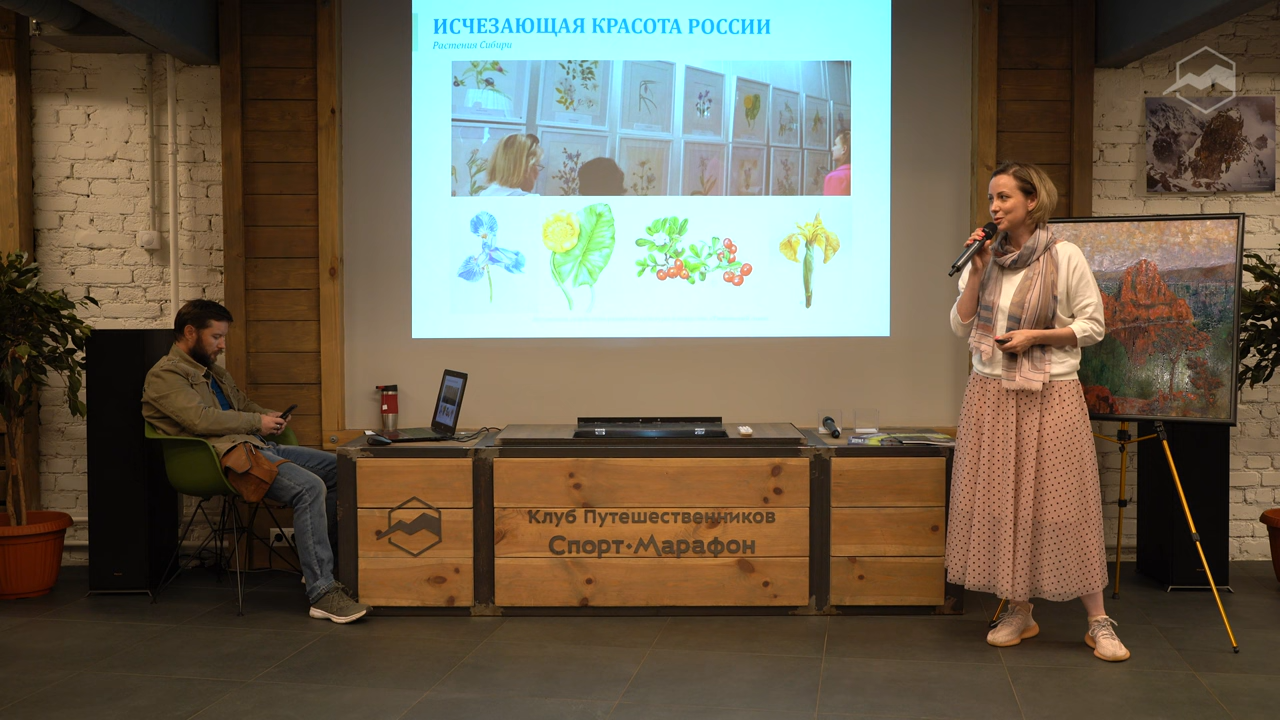 ИСЧЕЗАЮЩАЯ КРАСОТА РОССИИ
Растения Сибири
Клуб Путешественников
Спорт·Марафон